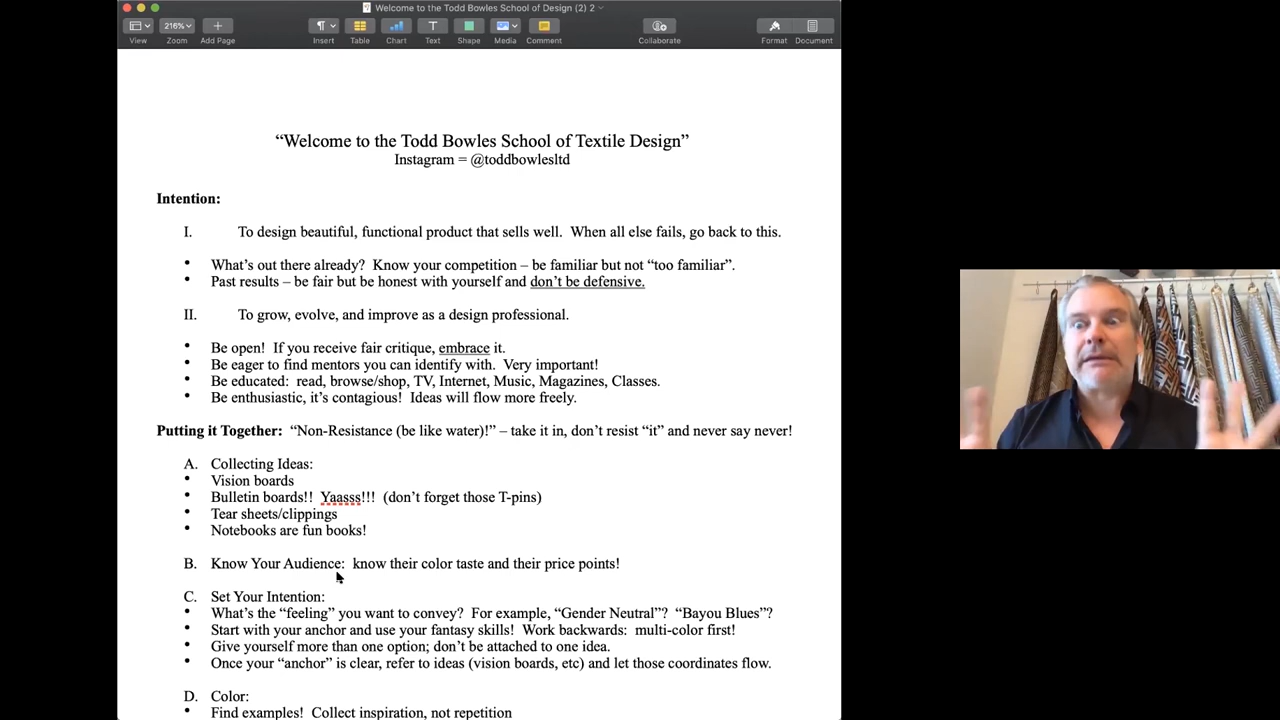 Welcome to the Todd Bowles School of Design (2) 2
216%
View
Zoom
Add Page
Insert
Table
Chart
Text
Shape
Media
Comment
Collaborate
Format
Document
“Welcome to the Todd Bowles School of Textile Design”
Instagram = @toddbowlesltd
Intention:
I. To design beautiful, functional product that sells well. When all else fails, go back to this.
• What’s out there already? Know your competition – be familiar but not “too familiar”.
• Past results – be fair but be honest with yourself and don’t be defensive.
II. To grow, evolve, and improve as a design professional.
• Be open! If you receive fair critique, embrace it.
• Be eager to find mentors you can identify with. Very important!
• Be educated: read, browse/shop, TV, Internet, Music, Magazines, Classes.
• Be enthusiastic, it’s contagious! Ideas will flow more freely.
Putting it Together: “Non-Resistance (be like water)!” – take it in, don’t resist “it” and never say never!
A. Collecting Ideas:
• Vision boards
• Bulletin boards!! Yaasss!!! (don’t forget those T-pins)
• Tear sheets/clippings
• Notebooks are fun books!
B. Know Your Audience: know their color taste and their price points!
C. Set Your Intention:
• What’s the “feeling” you want to convey? For example, “Gender Neutral”? “Bayou Blues”?
• Start with your anchor and use your fantasy skills! Work backwards: multi-color first!
• Give yourself more than one option; don’t be attached to one idea.
• Once your “anchor” is clear, refer to ideas (vision boards, etc) and let those coordinates flow.
D. Color:
• Find examples! Collect inspiration, not repetition